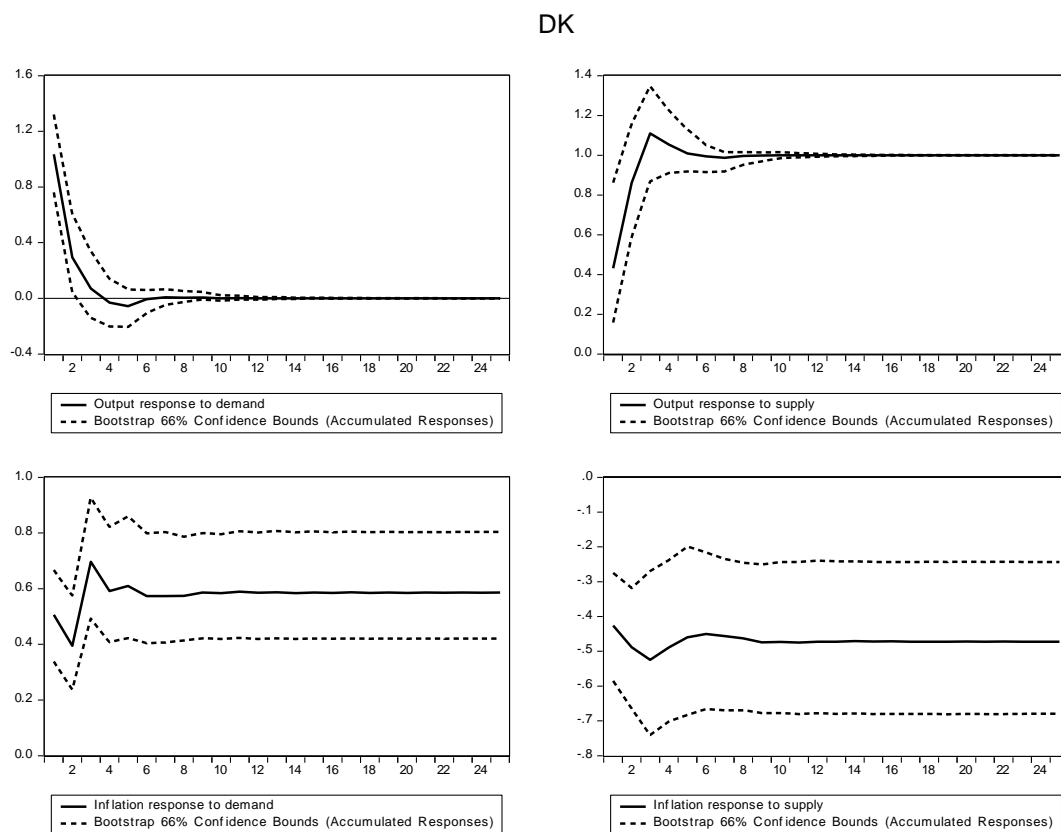 DK
1.6
1.2
0.8
0.4
0.0
-0.4
2 4 6 8 10 12 14 16 18 20 22 24
Output response to demand
Bootstrap 66% Confidence Bounds (Accumulated Responses)
1.4
1.2
1.0
0.8
0.6
0.4
0.2
0.0
2 4 6 8 10 12 14 16 18 20 22 24
Output response to supply
Bootstrap 66% Confidence Bounds (Accumulated Responses)
1.0
0.8
0.6
0.4
0.2
0.0
2 4 6 8 10 12 14 16 18 20 22 24
Inflation response to demand
Bootstrap 66% Confidence Bounds (Accumulated Responses)
.0
-.1
-.2
-.3
-.4
-.5
-.6
-.7
-.8
2 4 6 8 10 12 14 16 18 20 22 24
Inflation response to supply
Bootstrap 66% Confidence Bounds (Accumulated Responses)